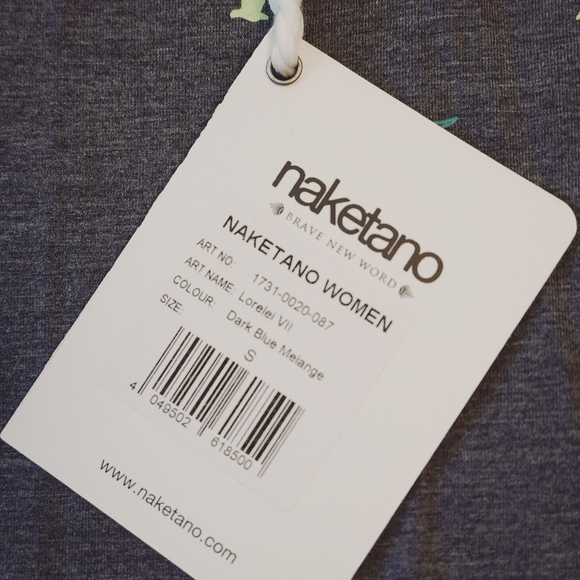 naketano
BRAVE NEW WORD
NAKETANO WOMEN
ART NO: 1731-0020-087
ART NAME: Lorelei VII
COLOUR: Dark Blue Melange
SIZE: S
4 049502 618500
www.naketano.com